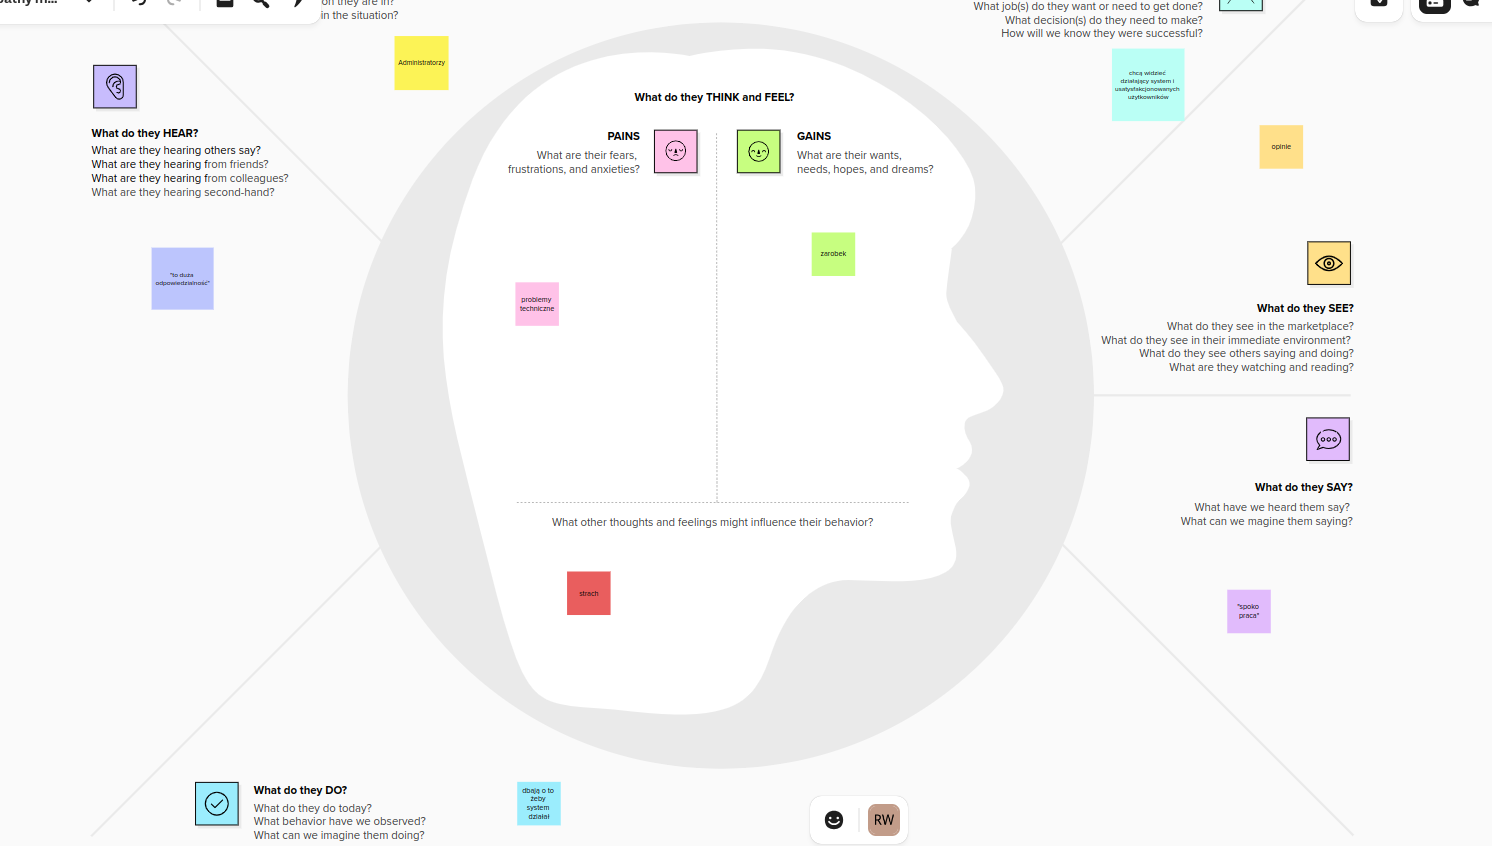 on they are in?
in the situation?
What job(s) do they want or need to get done?
What decision(s) do they need to make?
How will we know they were successful?
Administratorzy
chcą widzieć
działający system i
usatysfakcjonowanych
użytkowników
What do they THINK and FEEL?
What do they HEAR?
What are they hearing others say?
What are they hearing from friends?
What are they hearing from colleagues?
What are they hearing second-hand?
PAINS
What are their fears,
frustrations, and anxieties?
GAINS
What are their wants,
needs, hopes, and dreams?
opinie
"to duża
odpowiedzialność"
zarobek
problemy
techniczne
What do they SEE?
What do they see in the marketplace?
What do they see in their immediate environment?
What do they see others saying and doing?
What are they watching and reading?
What do they SAY?
What have we heard them say?
What can we magine them saying?
What other thoughts and feelings might influence their behavior?
strach
"spoko
praca"
What do they DO?
What do they do today?
What behavior have we observed?
What can we imagine them doing?
dbają o to
żeby
system
działał
RW